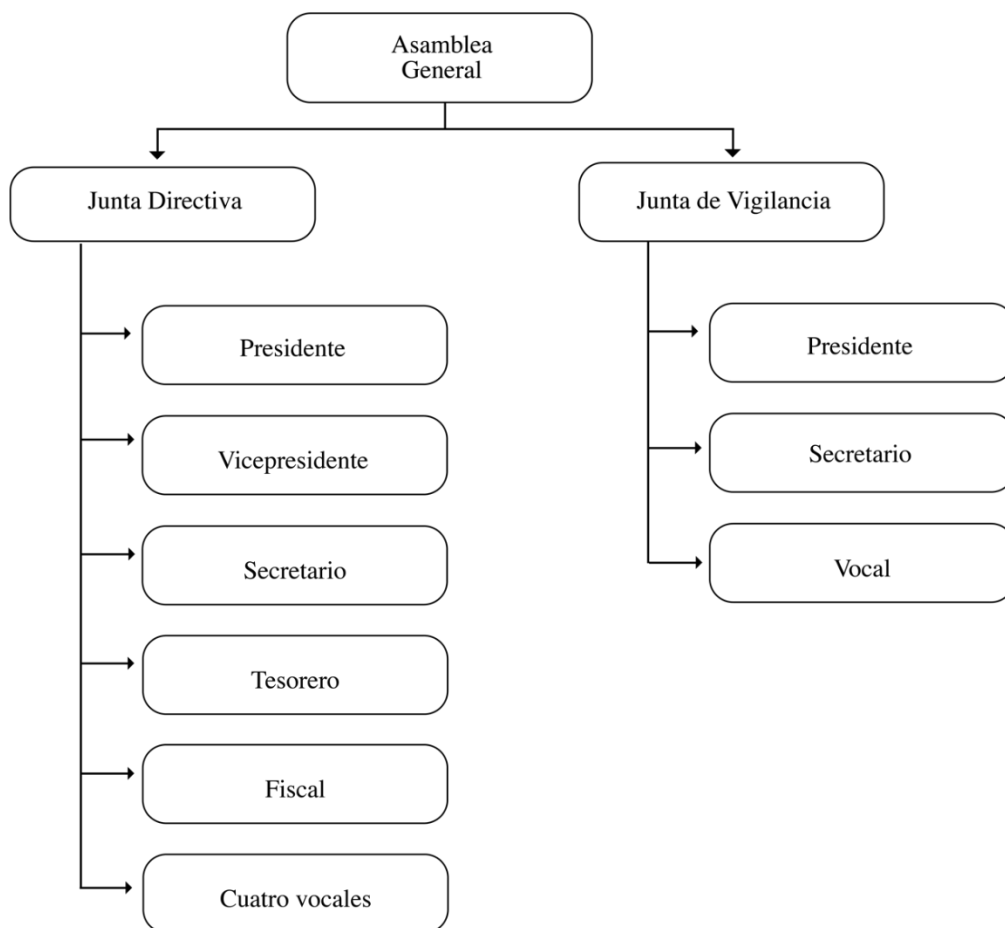 Asamblea
General
Junta Directiva
Junta de Vigilancia
Presidente
Vicepresidente
Secretario
Tesorero
Fiscal
Cuatro vocales
Presidente
Secretario
Vocal